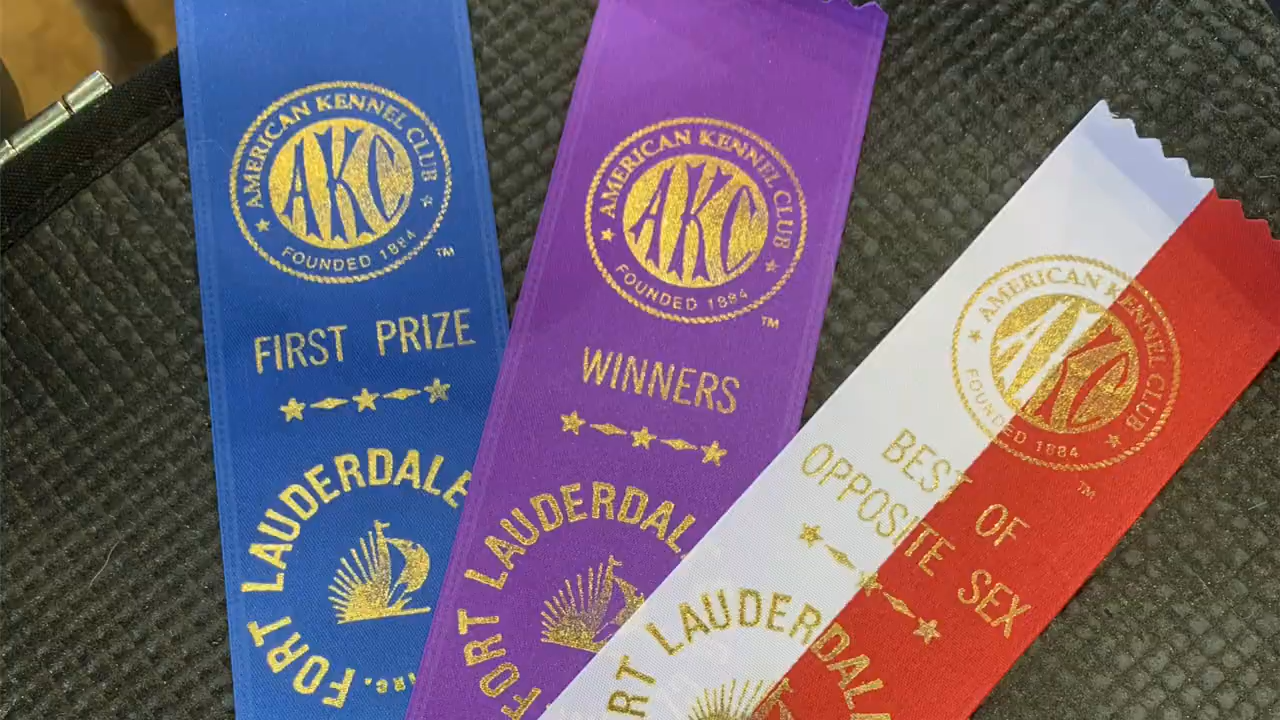 AMERICAN KENNEL CLUB
AKC
FOUNDED 1884
TM
FIRST PRIZE
FORT LAUDERDALE
AMERICAN KENNEL CLUB
AKC
FOUNDED 1884
TM
WINNERS
FORT LAUDERDAL
AMERICAN KENNEL CLUB
AKC
FOUNDED 1884
TM
BEST OF
OPPOSITE SEX
RT LAUDERDAL